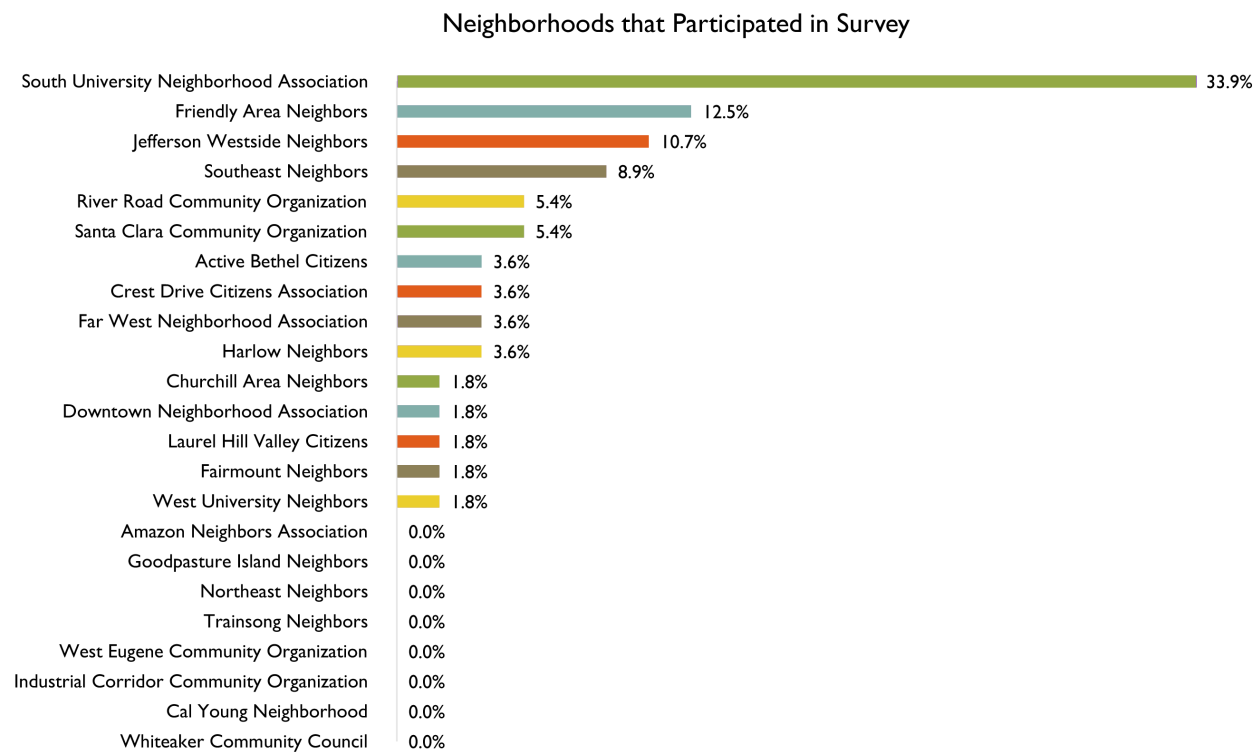 Neighborhoods that Participated in Survey
South University Neighborhood Association 33.9%
Friendly Area Neighbors 12.5%
Jefferson Westside Neighbors 10.7%
Southeast Neighbors 8.9%
River Road Community Organization 5.4%
Santa Clara Community Organization 5.4%
Active Bethel Citizens 3.6%
Crest Drive Citizens Association 3.6%
Far West Neighborhood Association 3.6%
Harlow Neighbors 3.6%
Churchill Area Neighbors 1.8%
Downtown Neighborhood Association 1.8%
Laurel Hill Valley Citizens 1.8%
Fairmount Neighbors 1.8%
West University Neighbors 1.8%
Amazon Neighbors Association 0.0%
Goodpasture Island Neighbors 0.0%
Northeast Neighbors 0.0%
Trainsong Neighbors 0.0%
West Eugene Community Organization 0.0%
Industrial Corridor Community Organization 0.0%
Cal Young Neighborhood 0.0%
Whiteaker Community Council 0.0%